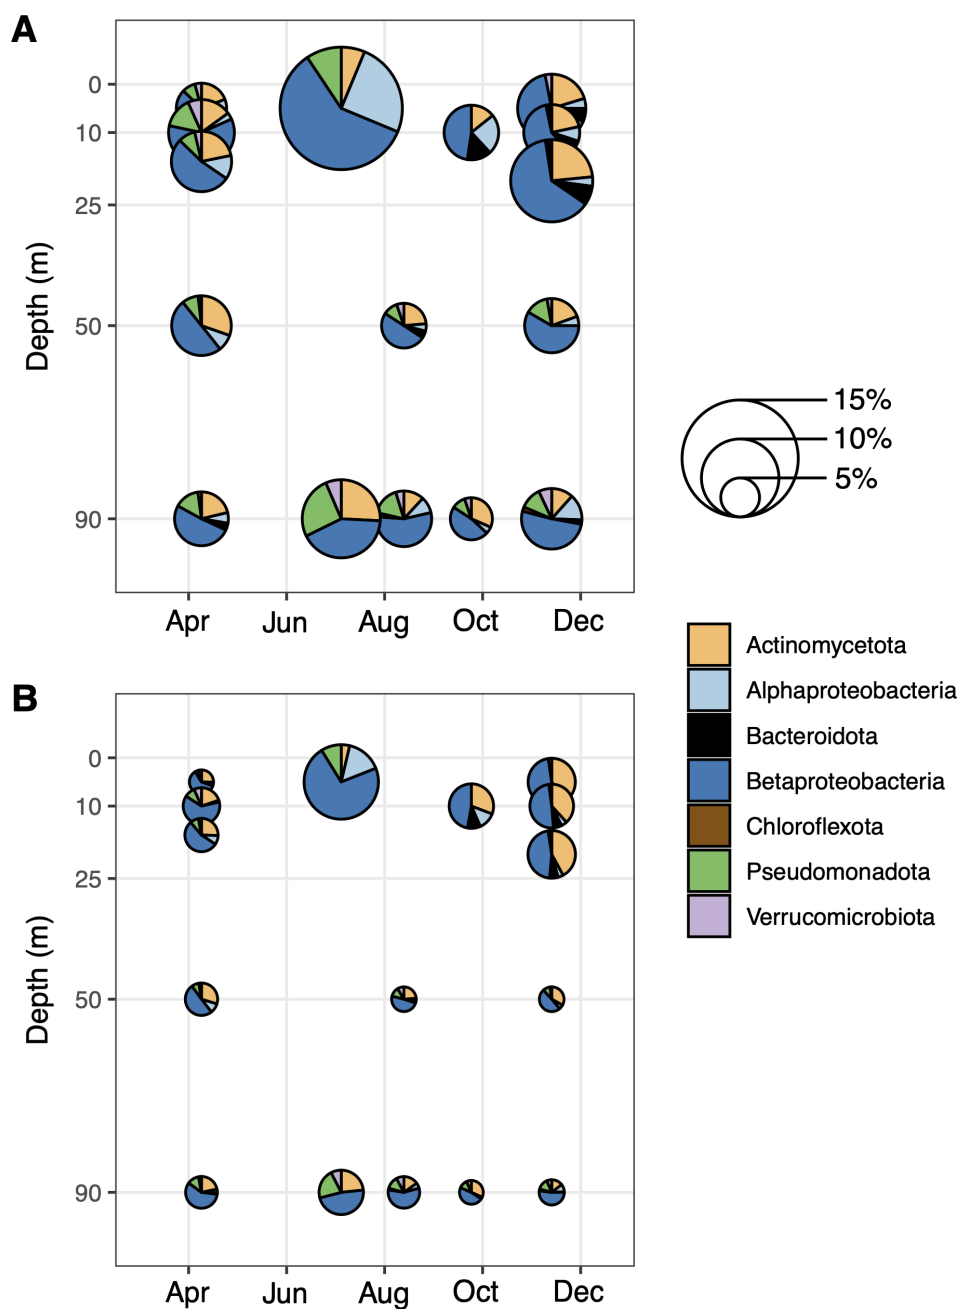 A
0
10
25
50
90
Depth (m)
Apr
Jun
Aug
Oct
Dec
15%
10%
5%
Actinomycetota
Alphaproteobacteria
Bacteroidota
Betaproteobacteria
Chloroflexota
Pseudomonadota
Verrucomicrobiota
B
0
10
25
50
90
Depth (m)
Apr
Jun
Aug
Oct
Dec